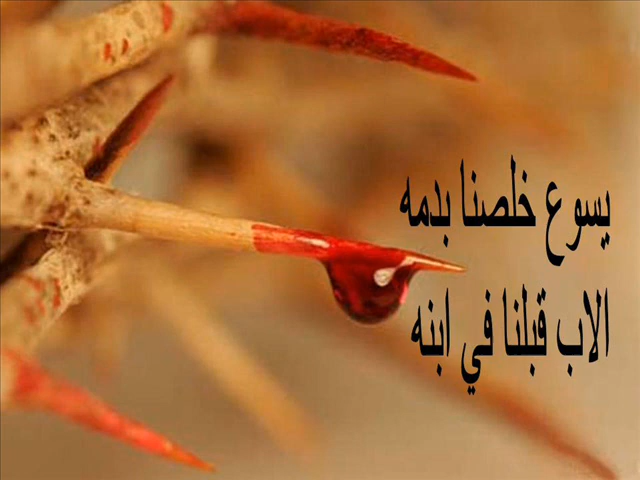 يسوع خلصنا بدمه
الاب قبلنا في ابنه